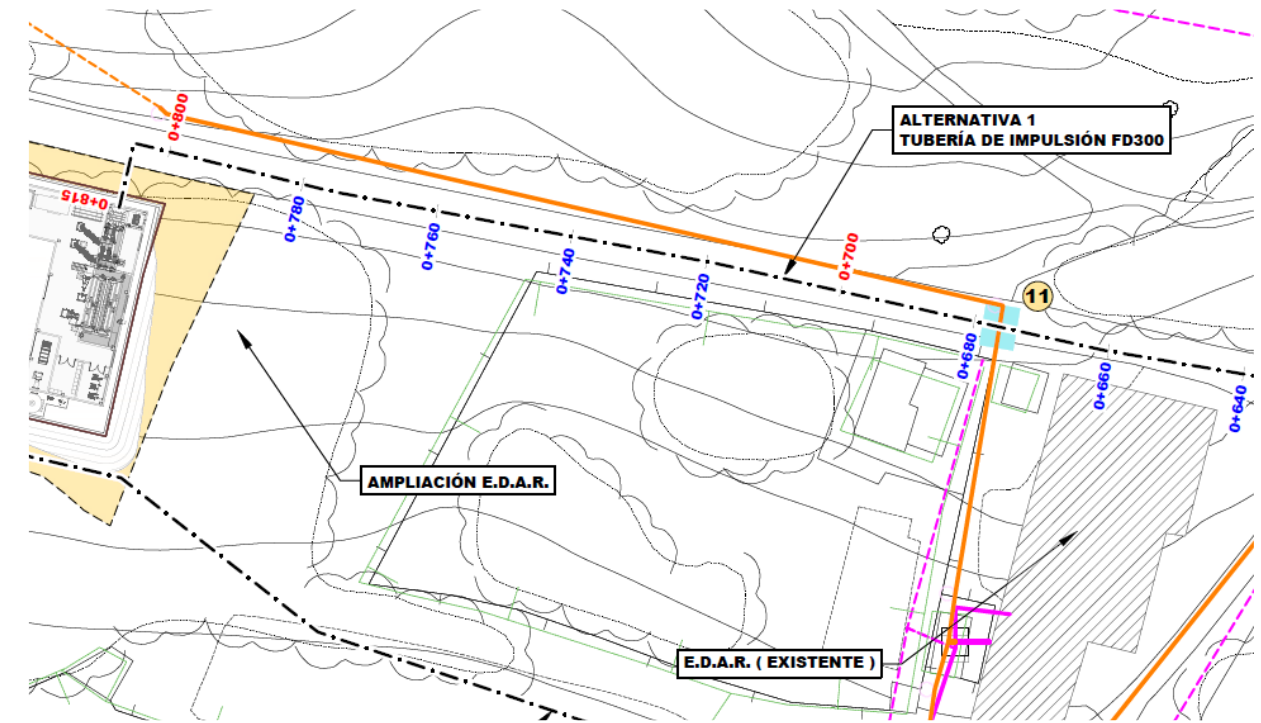 0+800
ALTERNATIVA 1
TUBERÍA DE IMPULSIÓN FD300
0+815
0+780
0+760
0+740
0+720
0+700
11
0+680
0+660
0+640
AMPLIACIÓN E.D.A.R.
E.D.A.R. ( EXISTENTE )